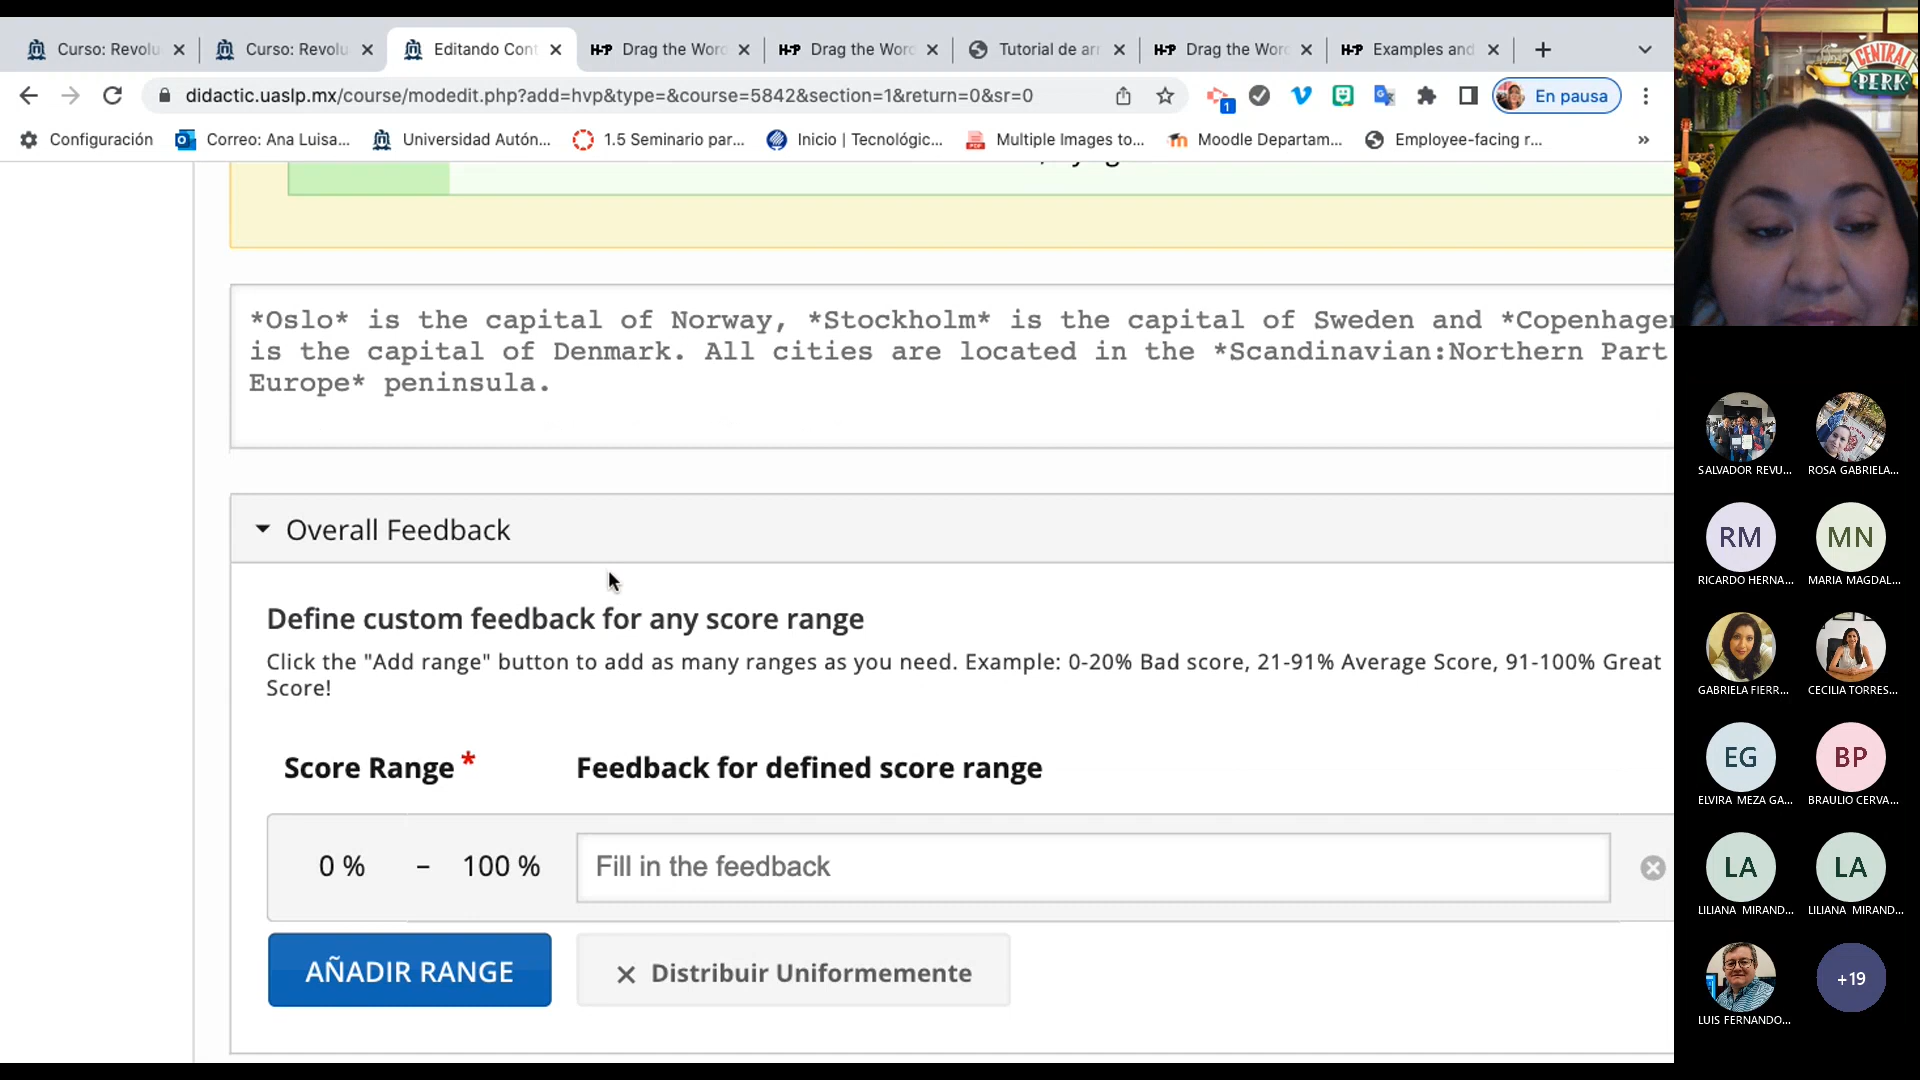 Curso: Revolu
Curso: Revolu
Editando Cont
H-P Drag the Word
H-P Drag the Word
Tutorial de arr
H-P Drag the Word
H-P Examples and
didactic.uaslp.mx/course/modedit.php?add=hvp&type=&course=5842&section=1&return=0&sr=0
1
En pausa
Configuración
Correo: Ana Luisa...
Universidad Autón...
1.5 Seminario par...
Inicio | Tecnológic...
Multiple Images to...
Moodle Departam...
Employee-facing r...
»
CENTRAL
PERK
*Oslo* is the capital of Norway, *Stockholm* is the capital of Sweden and *Copenhagen
is the capital of Denmark. All cities are located in the *Scandinavian:Northern Part
Europe* peninsula.
Overall Feedback
Define custom feedback for any score range
Click the "Add range" button to add as many ranges as you need. Example: 0-20% Bad score, 21-91% Average Score, 91-100% Great
Score!
Score Range *
Feedback for defined score range
0 % – 100 %
Fill in the feedback
AÑADIR RANGE
Distribuir Uniformemente
SALVADOR REVU...
ROSA GABRIELA...
RM
MN
RICARDO HERNA...
MARIA MAGDAL...
GABRIELA FIERR...
CECILIA TORRES...
EG
BP
ELVIRA MEZA GA...
BRAULIO CERVA...
LA
LA
LILIANA MIRAND...
LILIANA MIRAND...
+19
LUIS FERNANDO...